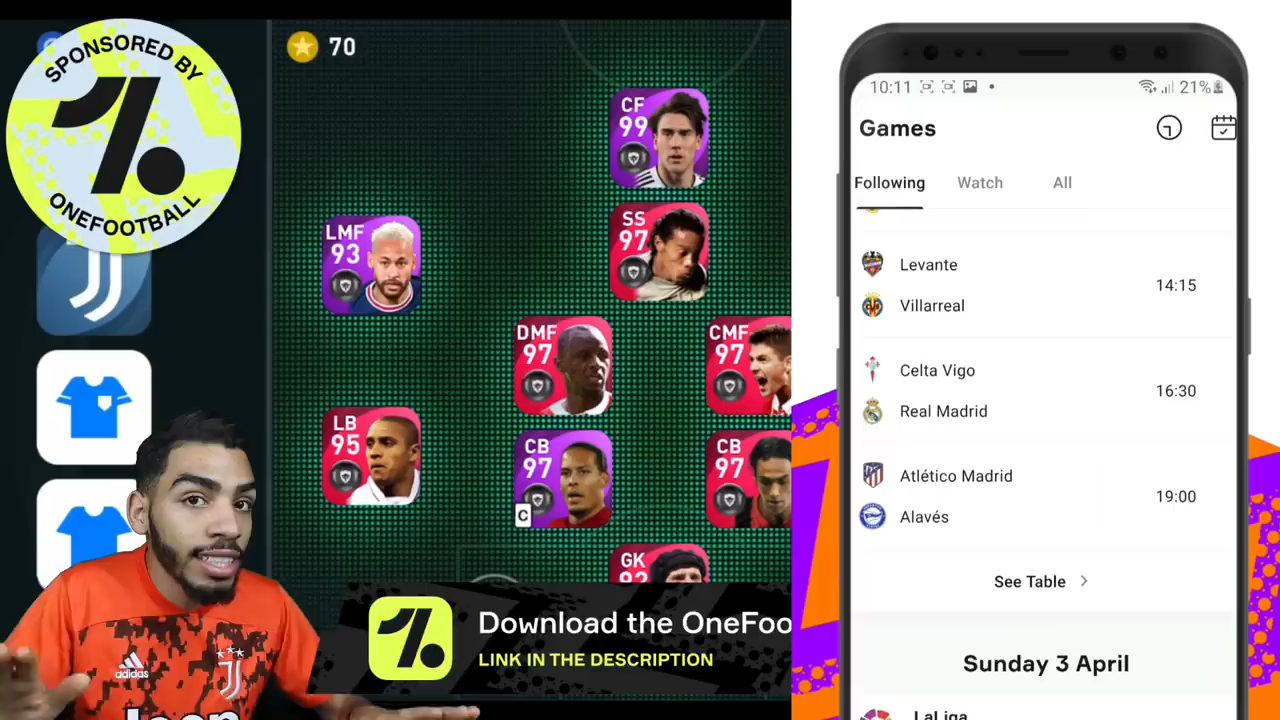 SPONSORED BY
ONEFOOTBALL
70
CF
99
SS
97
LMF
93
DMF
97
CMF
97
LB
95
CB
97
C
CB
97
GK
adidas
Download the OneFoo
LINK IN THE DESCRIPTION
10:11
21%
Games
Following
Watch
All
Levante
Villarreal
14:15
Celta Vigo
Real Madrid
16:30
Atlético Madrid
Alavés
19:00
See Table
Sunday 3 April
LaLiga